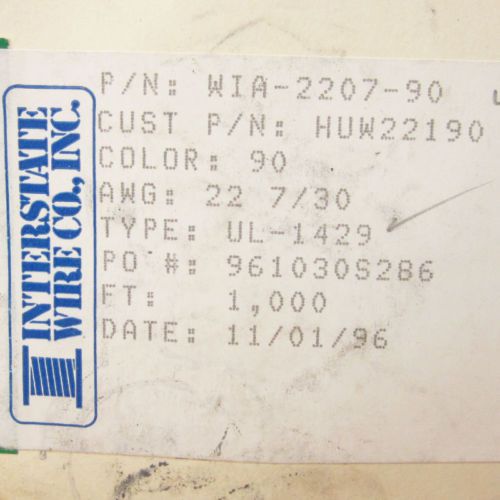 INTERSTATE
WIRE CO., INC.
P/N: WIA-2207-90
CUST P/N: HUW22190
COLOR: 90
AWG: 22 7/30
TYPE: UL-1429
PO #: 961030S286
FT: 1,000
DATE: 11/01/96